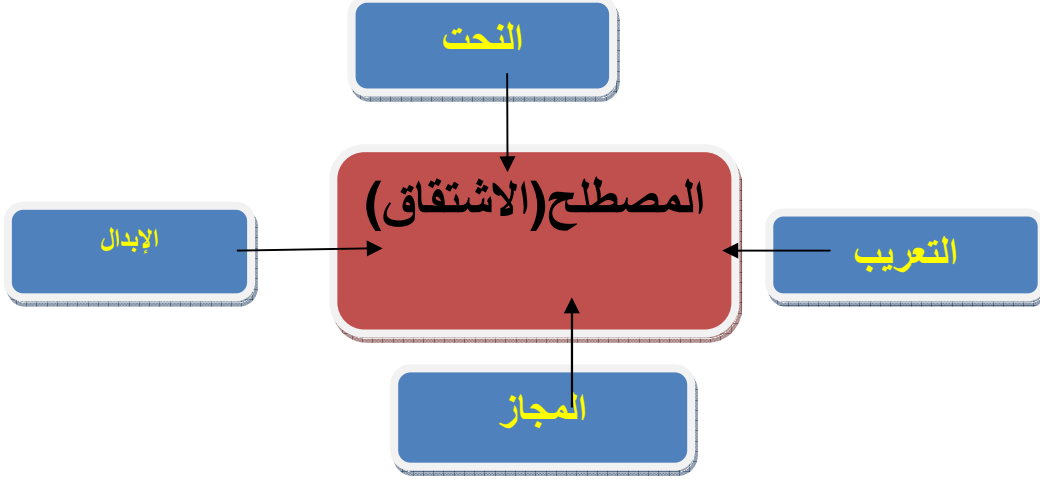 النحت
المصطلح(الاشتقاق)
التعريب
الإبدال
المجاز